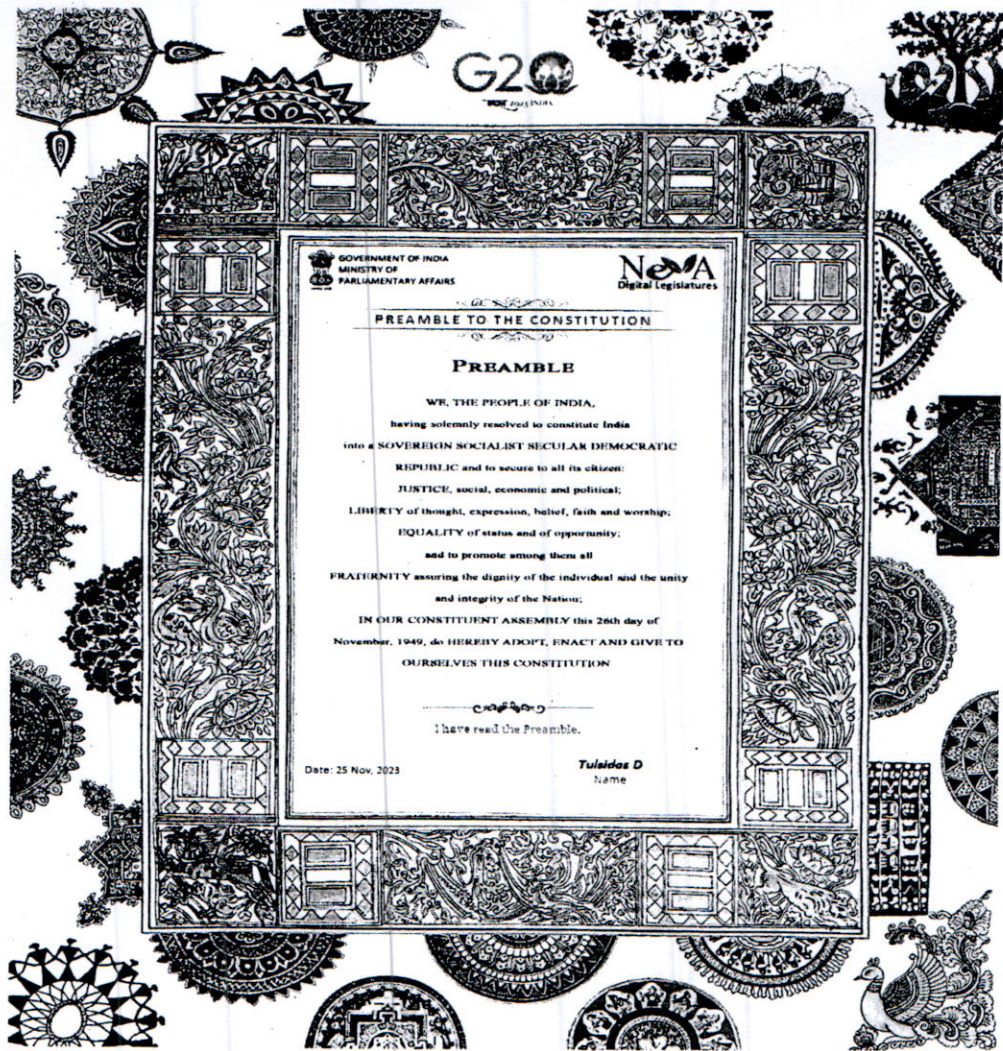 G20
भारत 2023 INDIA
GOVERNMENT OF INDIA
MINISTRY OF
PARLIAMENTARY AFFAIRS
NeVA
Digital Legislatures
PREAMBLE TO THE CONSTITUTION
PREAMBLE
WE, THE PEOPLE OF INDIA,
having solemnly resolved to constitute India
into a SOVEREIGN SOCIALIST SECULAR DEMOCRATIC
REPUBLIC and to secure to all its citizen:
JUSTICE, social, economic and political;
LIBERTY of thought, expression, belief, faith and worship;
EQUALITY of status and of opportunity;
and to promote among them all
FRATERNITY assuring the dignity of the individual and the unity
and integrity of the Nation;
IN OUR CONSTITUENT ASSEMBLY this 26th day of
November, 1949, do HEREBY ADOPT, ENACT AND GIVE TO
OURSELVES THIS CONSTITUTION
I have read the Preamble.
Date: 25 Nov, 2023
Tulsidas D
Name